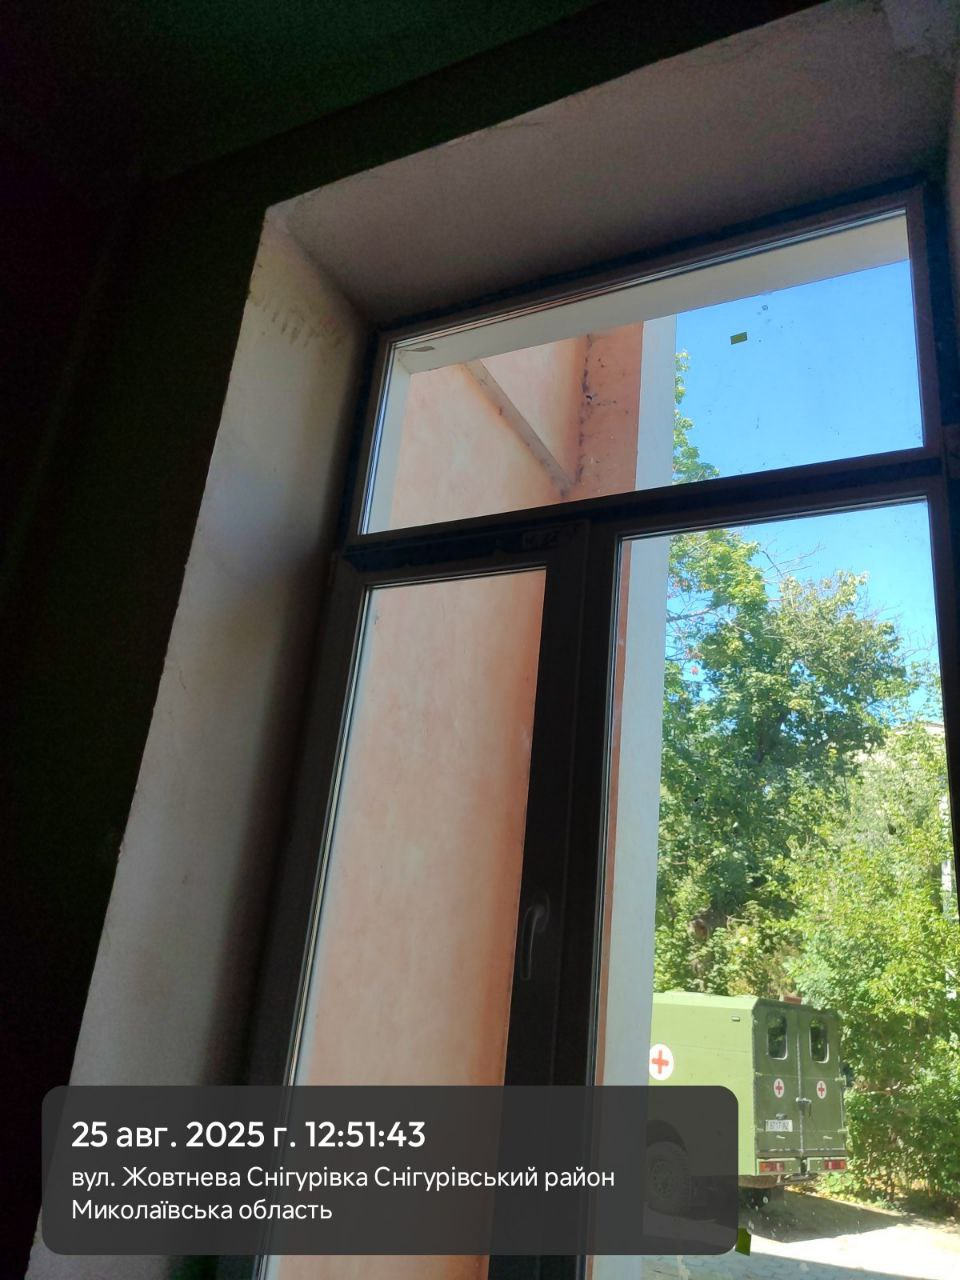 25 авг. 2025 г. 12:51:43
вул. Жовтнева Снігурівка Снігурівський район
Миколаївська область